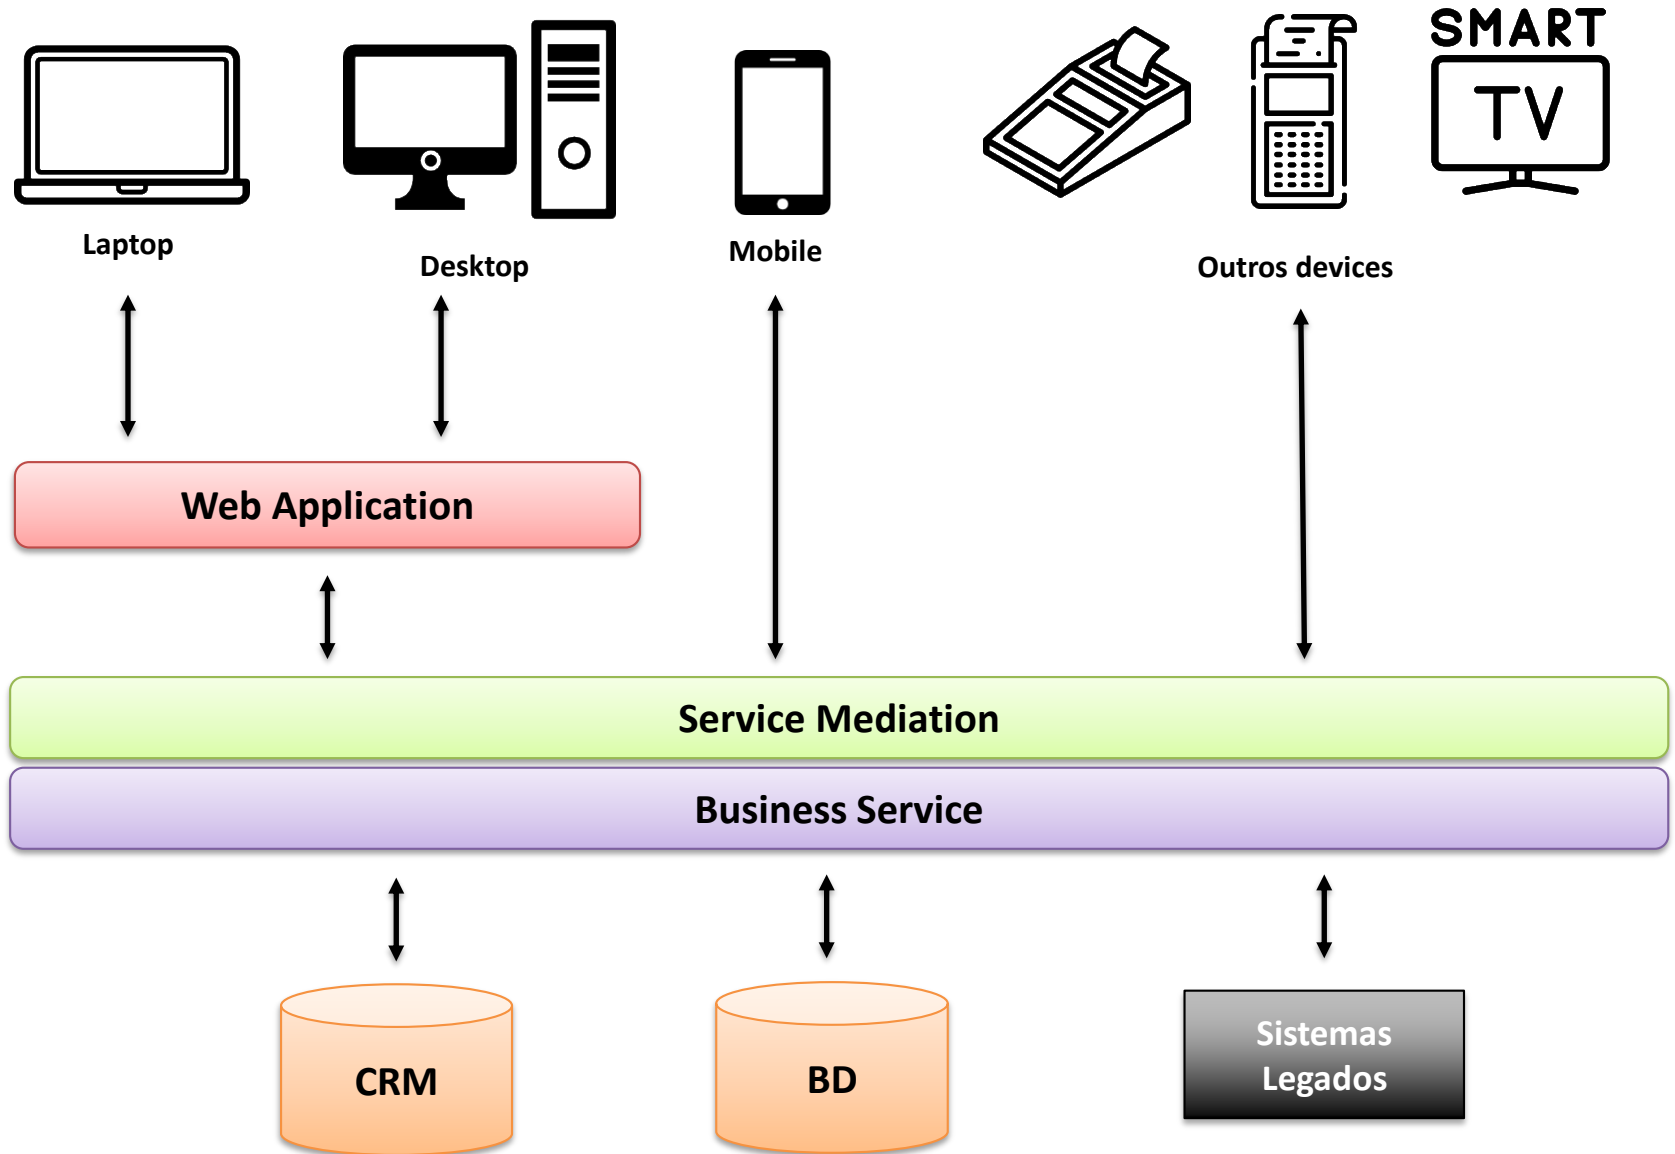 SMART
TV
Laptop
Desktop
Mobile
Outros devices
Web Application
Service Mediation
Business Service
CRM
BD
Sistemas
Legados